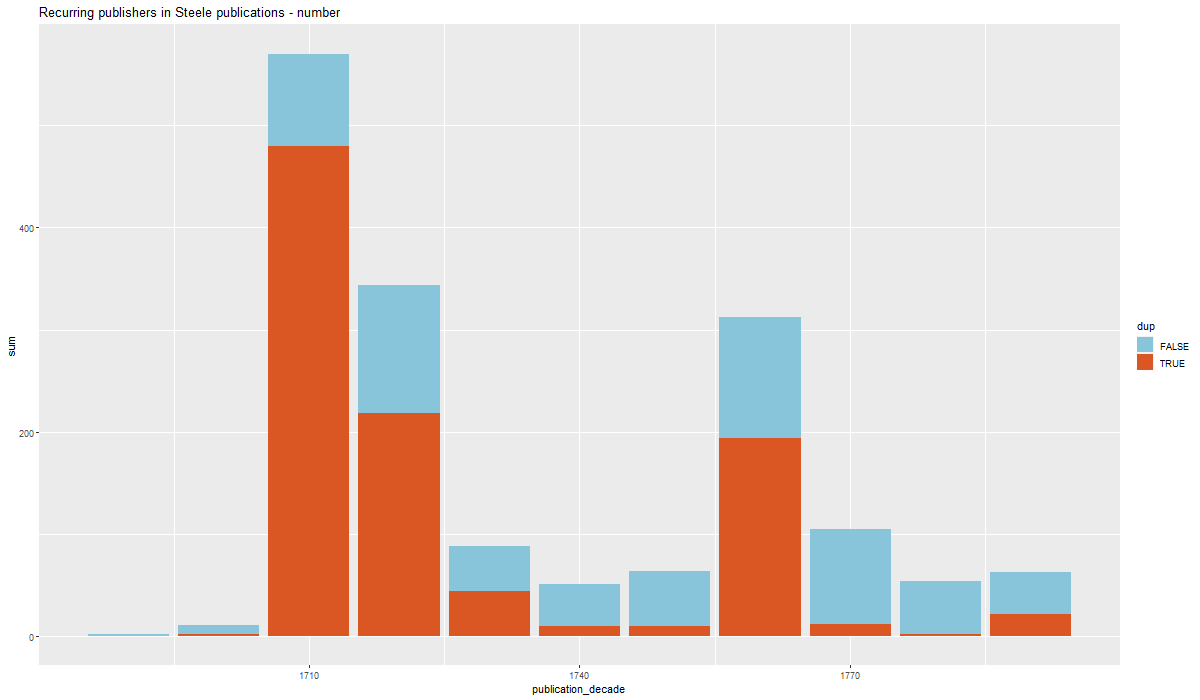 Recurring publishers in Steele publications - number
sum
400
200
0
1710
1740
1770
publication_decade
dup
FALSE
TRUE